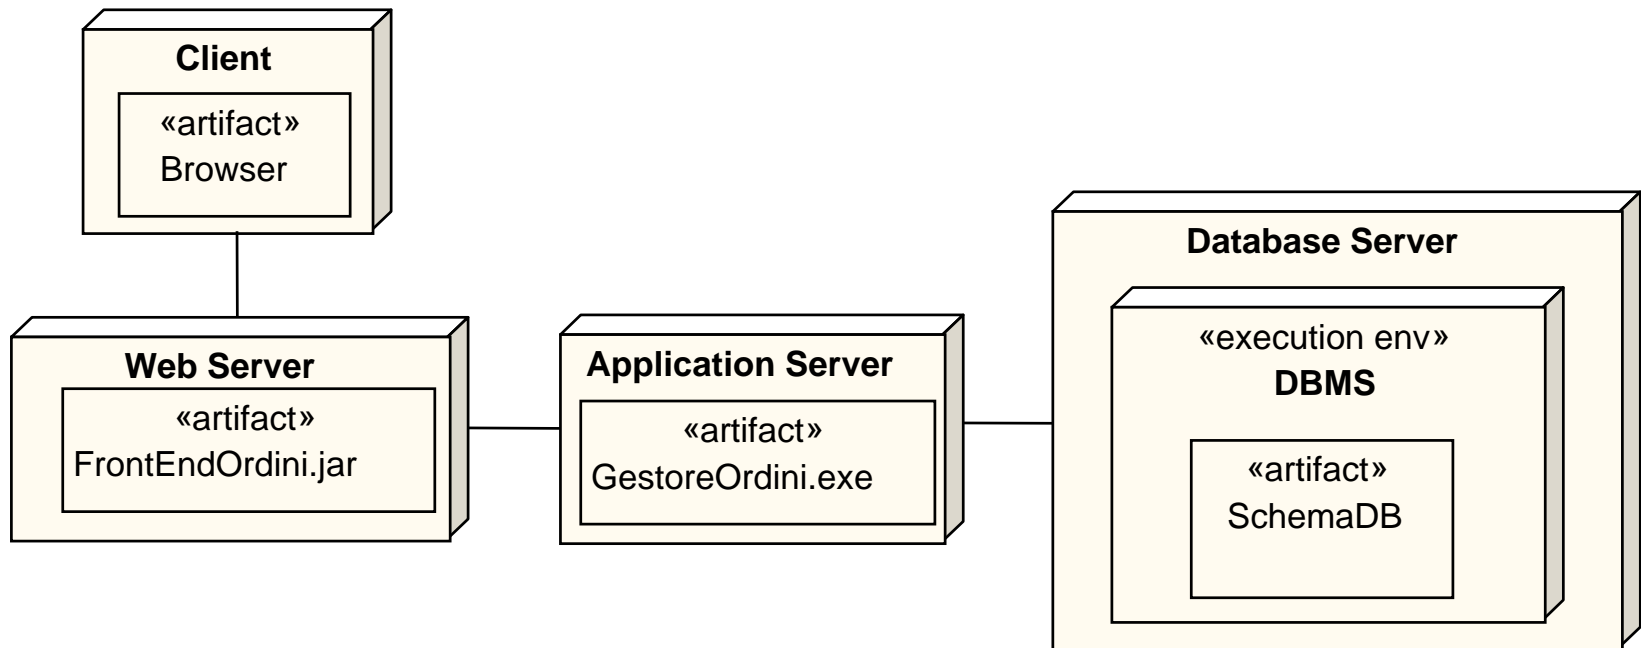 Client
«artifact»
Browser
Web Server
«artifact»
FrontEndOrdini.jar
Application Server
«artifact»
GestoreOrdini.exe
Database Server
«execution env»
DBMS
«artifact»
SchemaDB